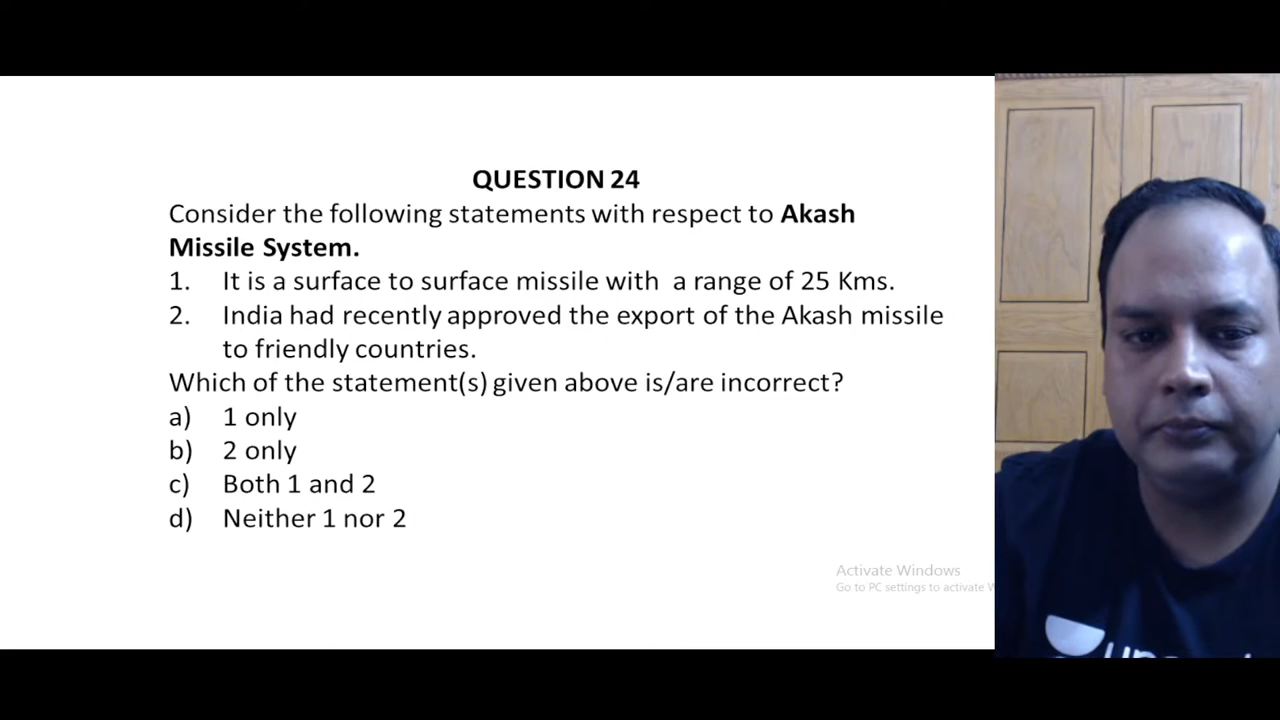 QUESTION 24
Consider the following statements with respect to Akash
Missile System.
1. It is a surface to surface missile with a range of 25 Kms.
2. India had recently approved the export of the Akash missile
to friendly countries.
Which of the statement(s) given above is/are incorrect?
a) 1 only
b) 2 only
c) Both 1 and 2
d) Neither 1 nor 2
Activate Windows
Go to PC settings to activate W